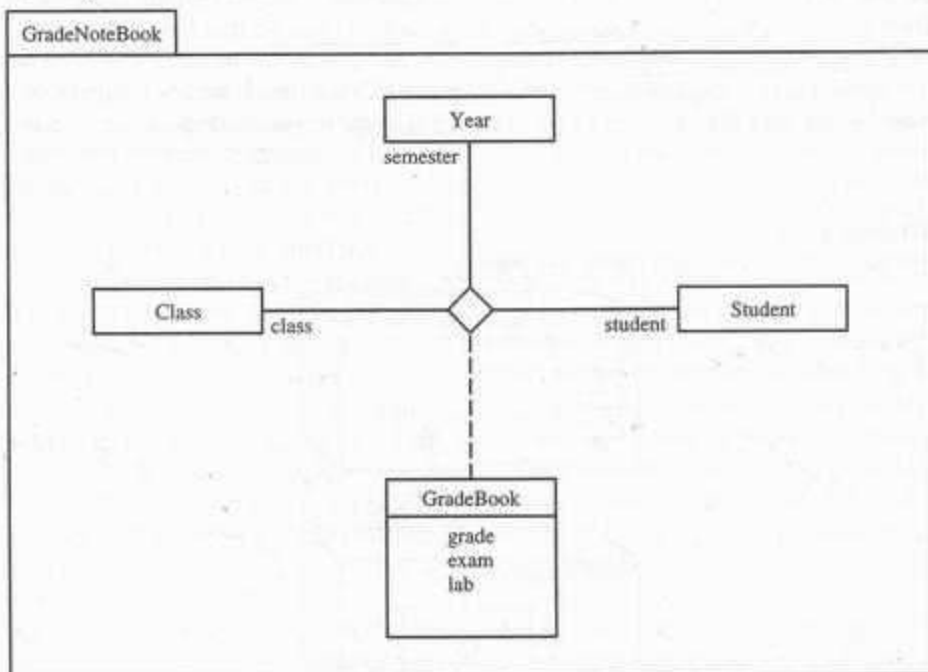 GradeNoteBook
Year
semester
Class
class
student
Student
GradeBook
grade
exam
lab